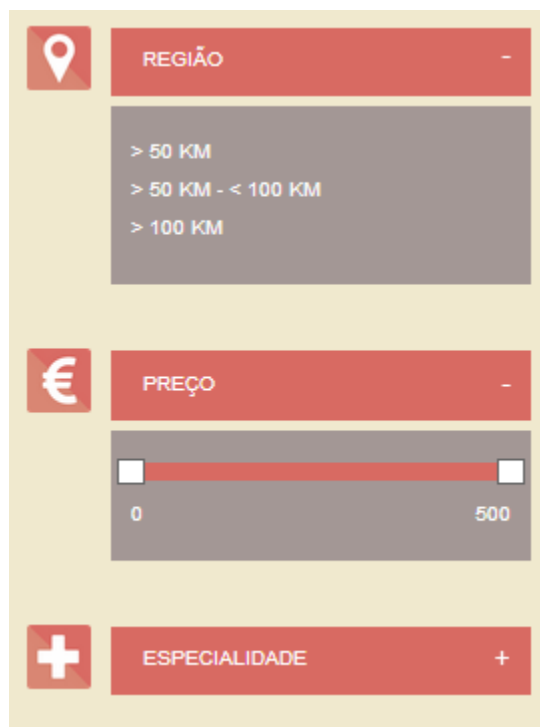 REGIÃO -
> 50 KM
> 50 KM - < 100 KM
> 100 KM
€ PREÇO -
0 500
ESPECIALIDADE +